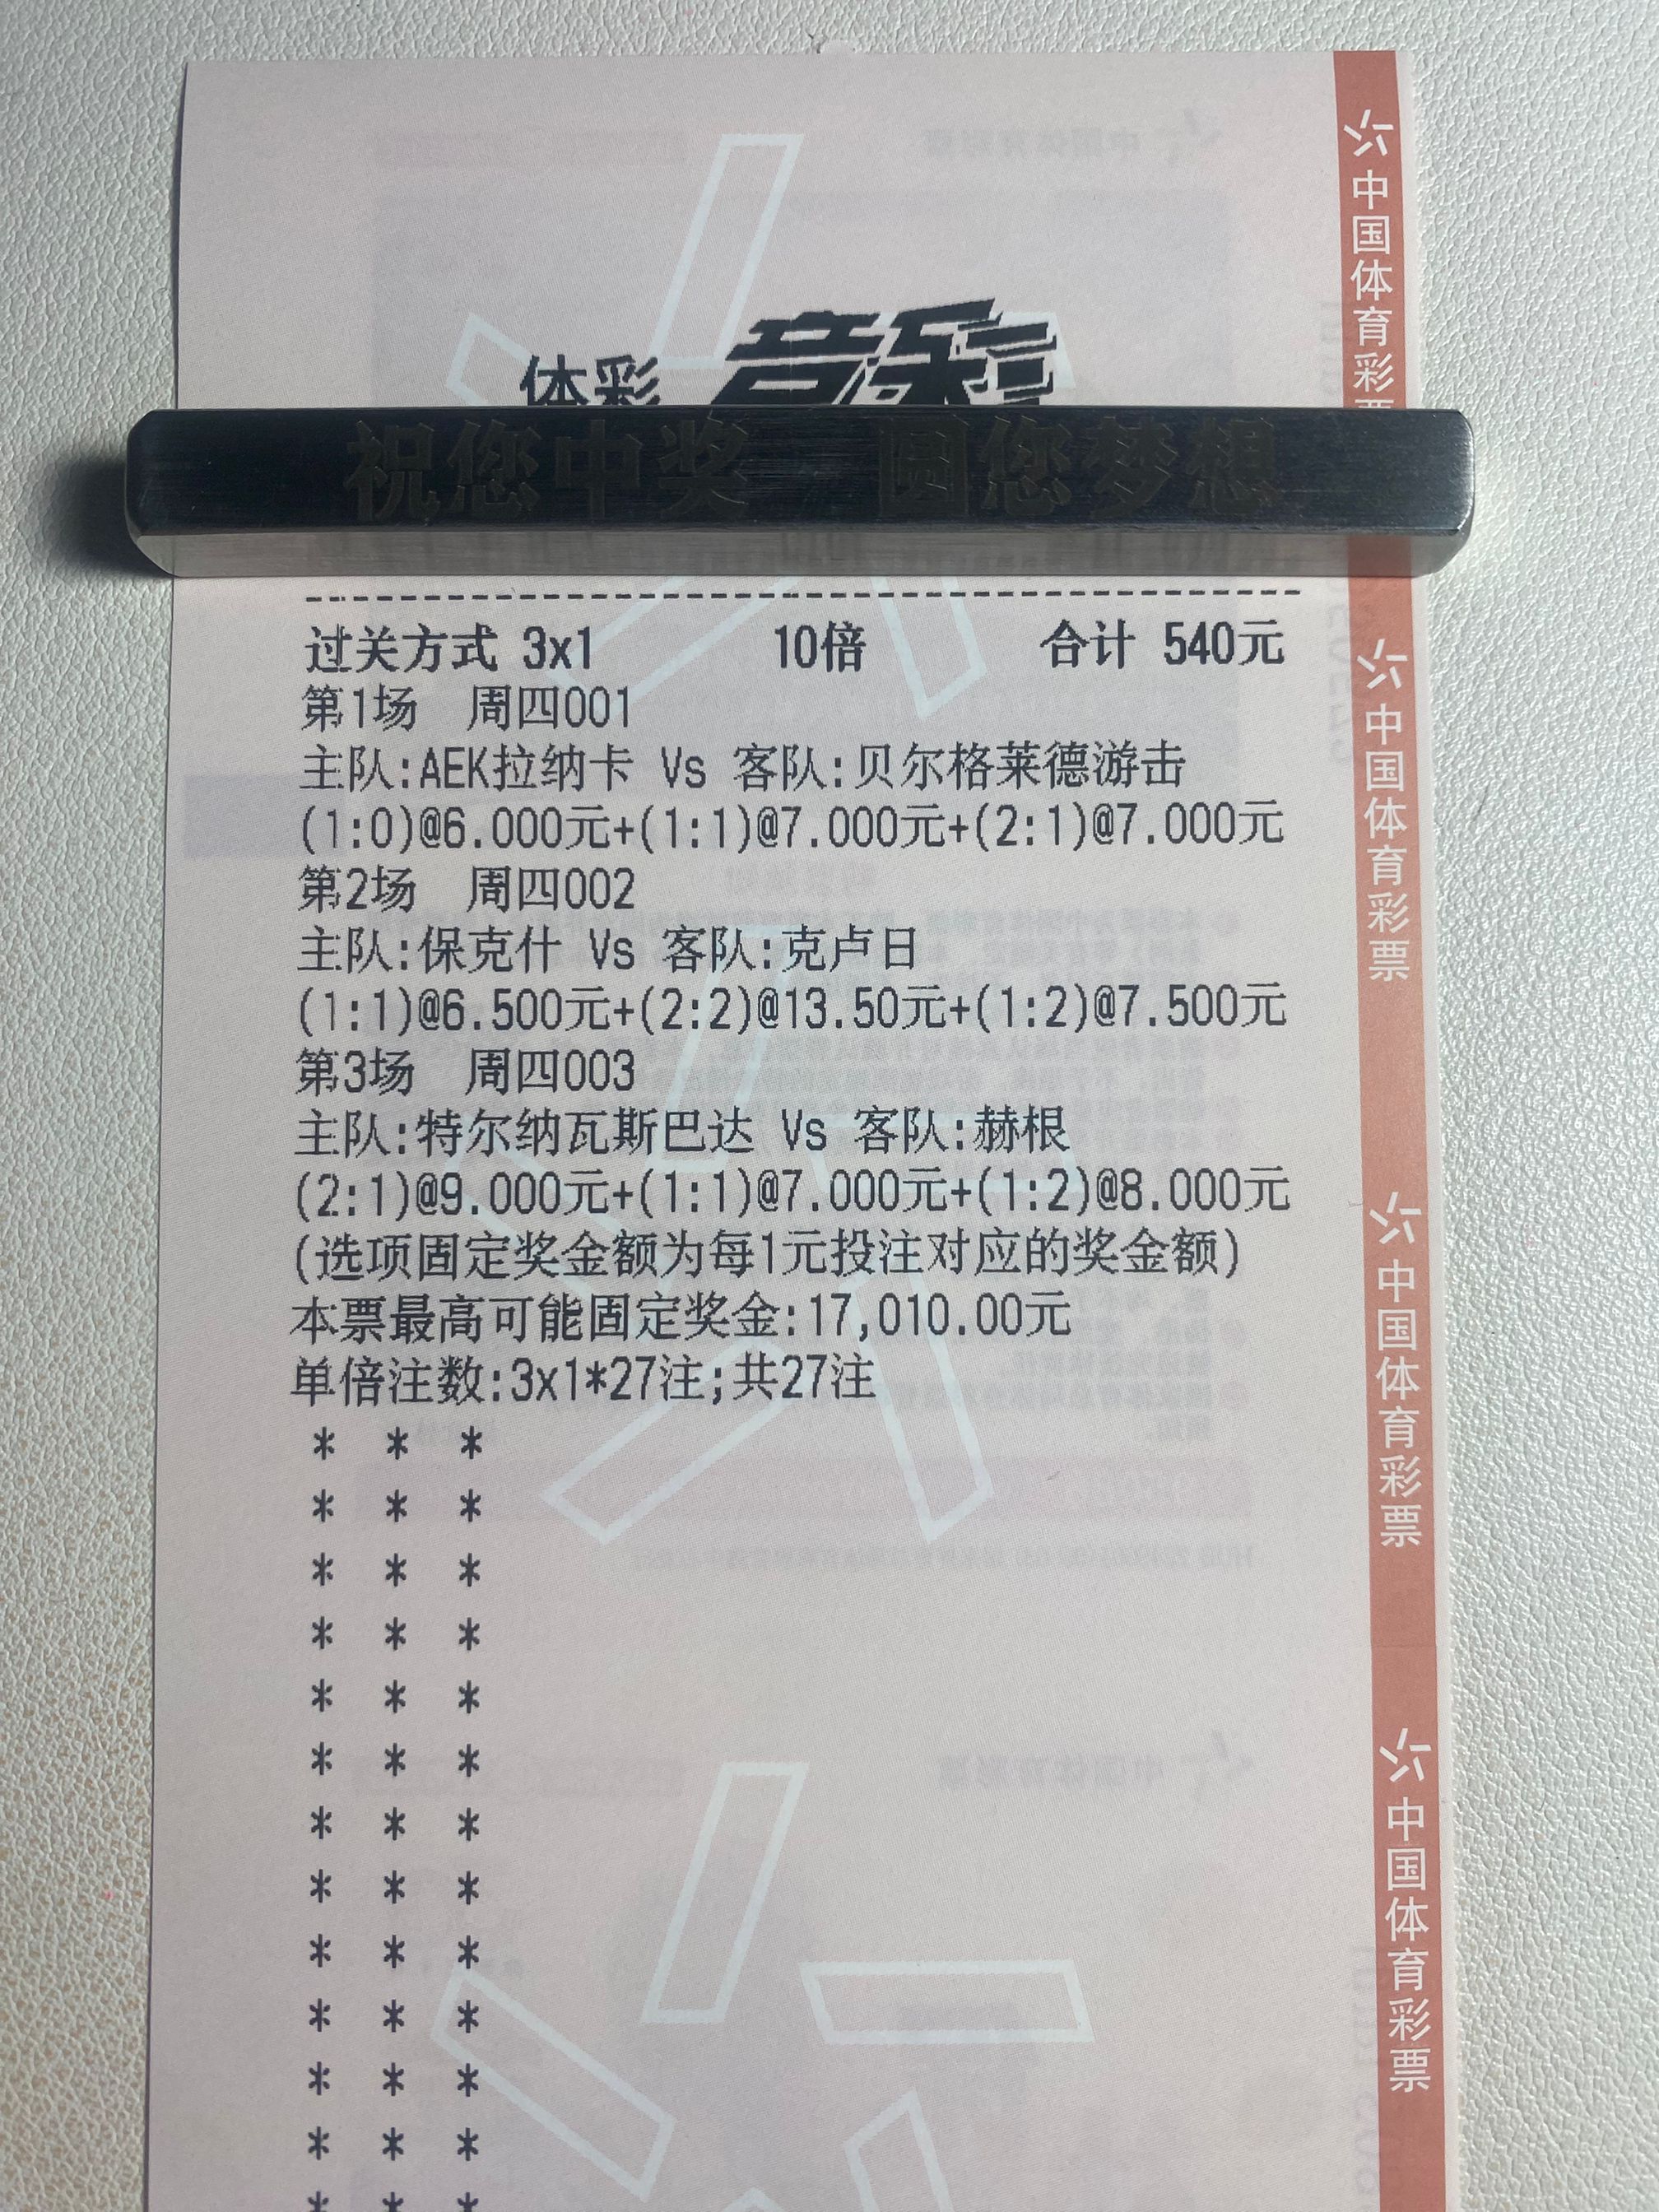 体彩 竞彩
祝您中奖 圆您梦想
过关方式 3x1 10倍 合计 540元
第1场 周四001
主队:AEK拉纳卡 Vs 客队:贝尔格莱德游击
(1:0)@6.000元+(1:1)@7.000元+(2:1)@7.000元
第2场 周四002
主队:保克什 Vs 客队:克卢日
(1:1)@6.500元+(2:2)@13.50元+(1:2)@7.500元
第3场 周四003
主队:特尔纳瓦斯巴达 Vs 客队:赫根
(2:1)@9.000元+(1:1)@7.000元+(1:2)@8.000元
(选项固定奖金额为每1元投注对应的奖金额)
本票最高可能固定奖金:17,010.00元
单倍注数:3x1*27注;共27注
* * *
* * *
* * *
* * *
* * *
* * *
* * *
* * *
* * *
* * *
* * *
* * *
* * *
中国体育彩票
中国体育彩票
中国体育彩票
中国体育彩票